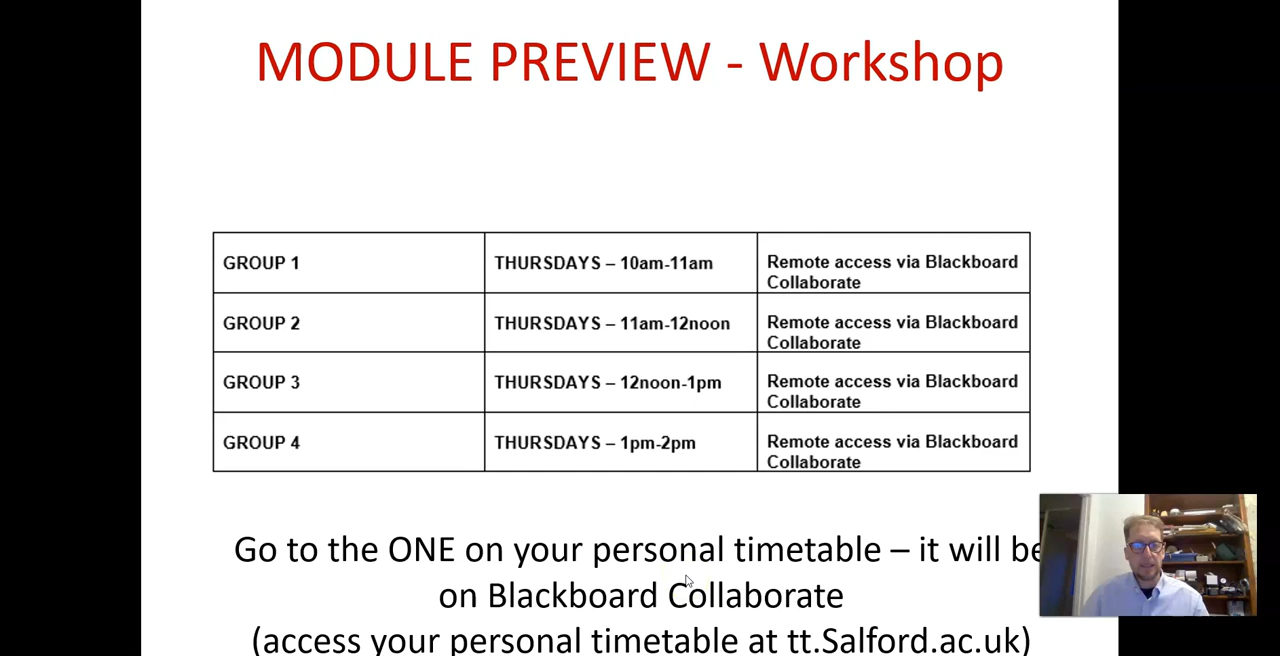 MODULE PREVIEW - Workshop
GROUP 1
THURSDAYS – 10am-11am
Remote access via Blackboard
Collaborate
GROUP 2
THURSDAYS – 11am-12noon
Remote access via Blackboard
Collaborate
GROUP 3
THURSDAYS – 12noon-1pm
Remote access via Blackboard
Collaborate
GROUP 4
THURSDAYS – 1pm-2pm
Remote access via Blackboard
Collaborate
Go to the ONE on your personal timetable – it will be
on Blackboard Collaborate
(access your personal timetable at tt.Salford.ac.uk)